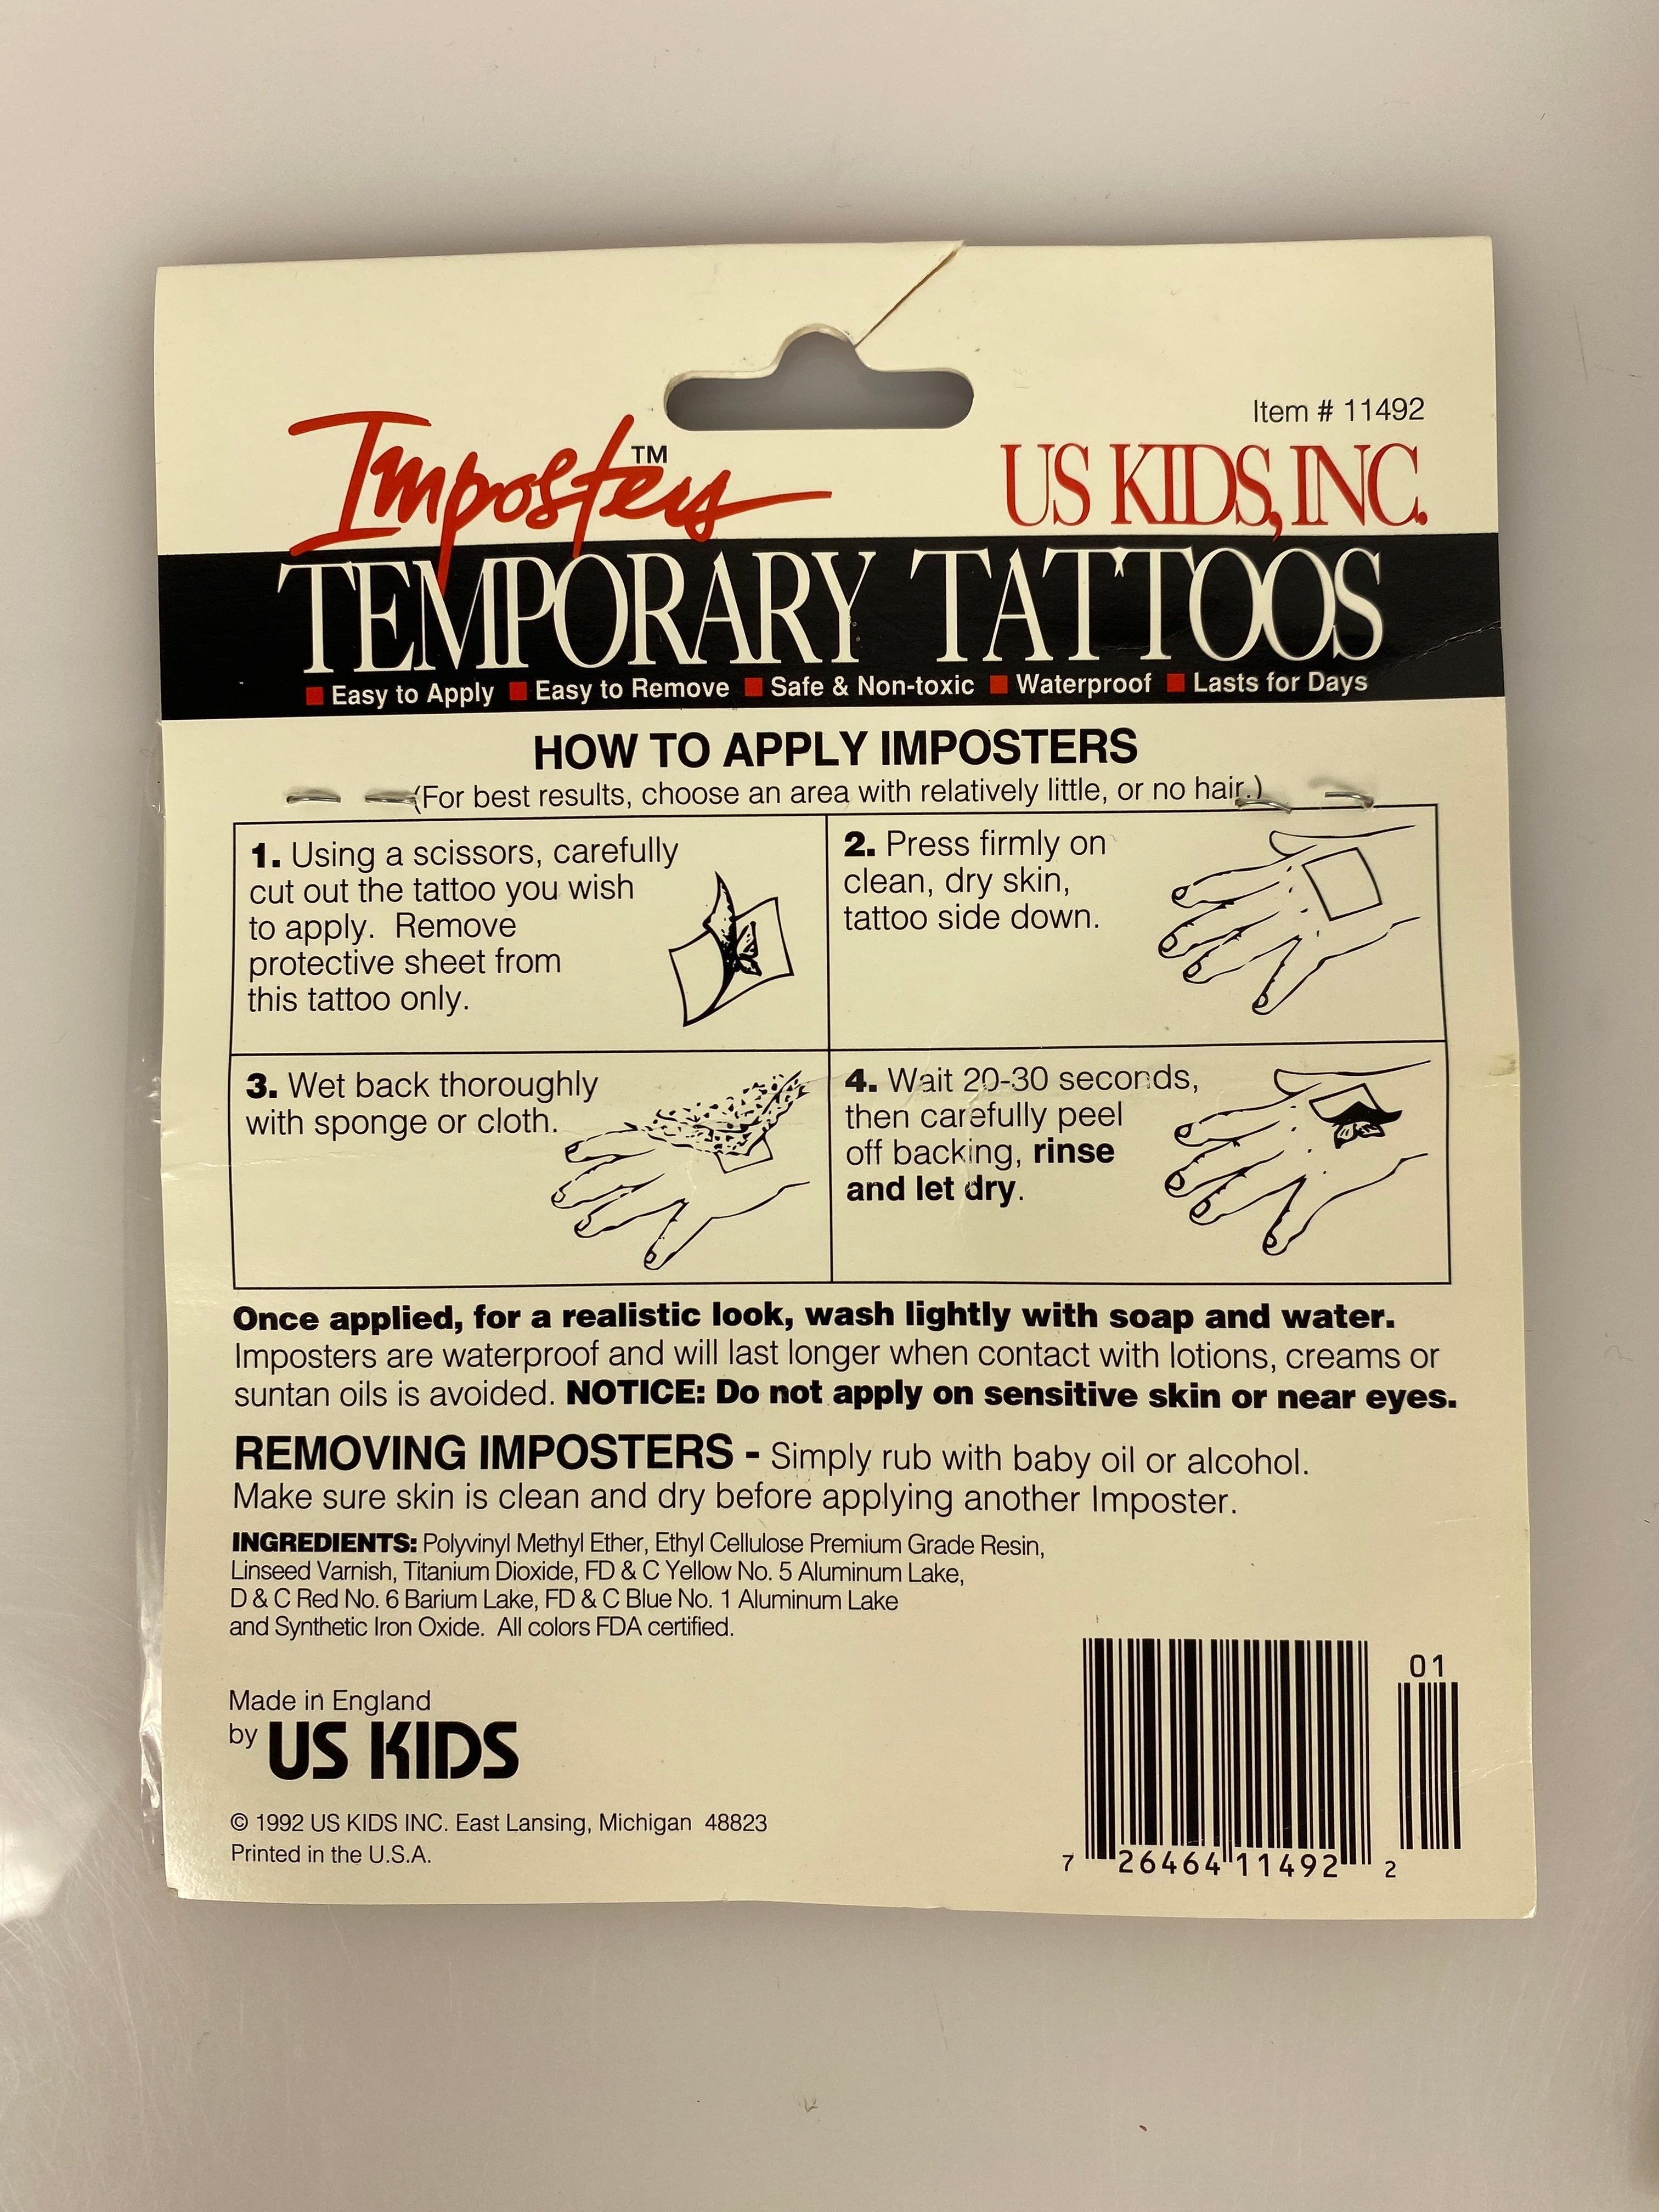 Item # 11492
Imposters™
US KIDS, INC.
TEMPORARY TATTOOS
■ Easy to Apply ■ Easy to Remove ■ Safe & Non-toxic ■ Waterproof ■ Lasts for Days
HOW TO APPLY IMPOSTERS
(For best results, choose an area with relatively little, or no hair.)
1. Using a scissors, carefully
cut out the tattoo you wish
to apply. Remove
protective sheet from
this tattoo only.
2. Press firmly on
clean, dry skin,
tattoo side down.
3. Wet back thoroughly
with sponge or cloth.
4. Wait 20-30 seconds,
then carefully peel
off backing, rinse
and let dry.
Once applied, for a realistic look, wash lightly with soap and water.
Imposters are waterproof and will last longer when contact with lotions, creams or
suntan oils is avoided. NOTICE: Do not apply on sensitive skin or near eyes.
REMOVING IMPOSTERS - Simply rub with baby oil or alcohol.
Make sure skin is clean and dry before applying another Imposter.
INGREDIENTS: Polyvinyl Methyl Ether, Ethyl Cellulose Premium Grade Resin,
Linseed Varnish, Titanium Dioxide, FD & C Yellow No. 5 Aluminum Lake,
D & C Red No. 6 Barium Lake, FD & C Blue No. 1 Aluminum Lake
and Synthetic Iron Oxide. All colors FDA certified.
Made in England
by US KIDS
© 1992 US KIDS INC. East Lansing, Michigan 48823
Printed in the U.S.A.
01
7 26464 11492 2